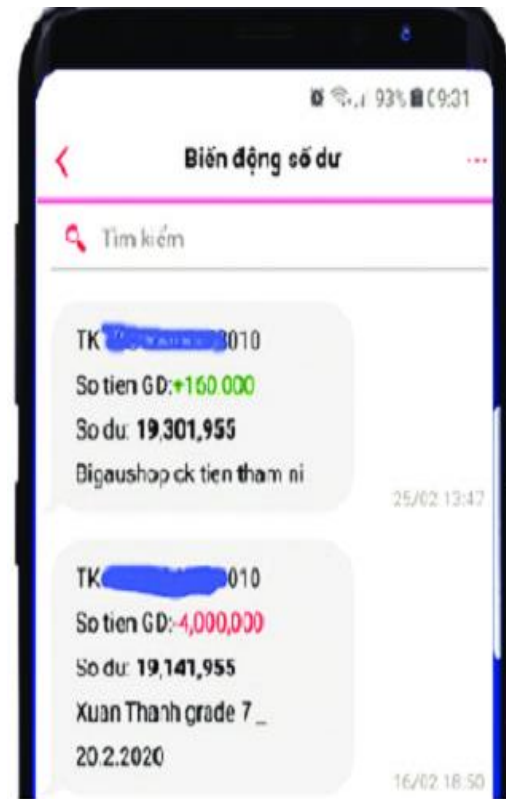 93% 09:31
Biến động số dư
Tìm kiếm
TK 3010
So tien GD:+160.000
So du: 19,301,955
Bigaushop ck tien tham ni
25/02 13:47
TK 010
So tien GD:-4,000,000
So du: 19,141,955
Xuan Thanh grade 7_
20.2.2020
16/02 18:50